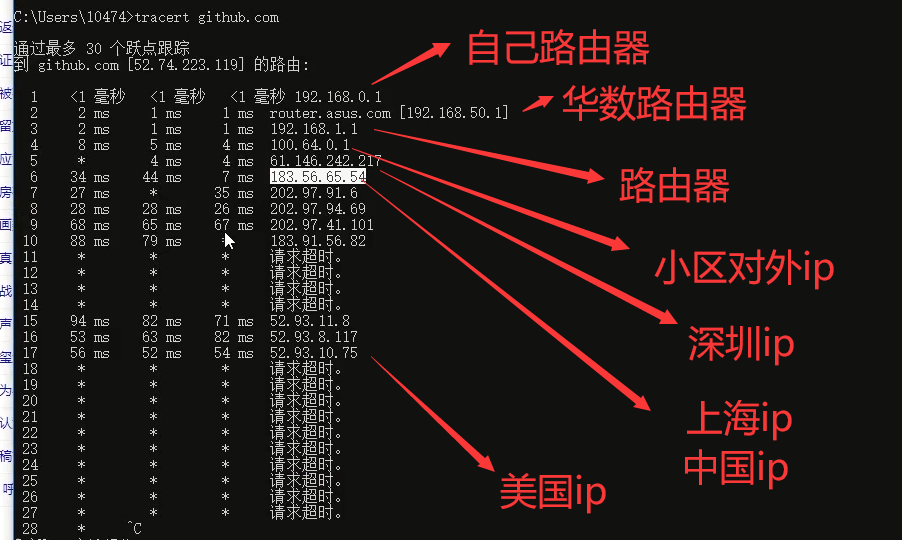 C:\Users\10474>tracert github.com
通过最多 30 个跃点跟踪
到 github.com [52.74.223.119] 的路由:
1 <1 毫秒 <1 毫秒 <1 毫秒 192.168.0.1
2 2 ms 1 ms 1 ms router.asus.com [192.168.50.1]
3 2 ms 1 ms 1 ms 192.168.1.1
4 8 ms 5 ms 4 ms 100.64.0.1
5 * 4 ms 4 ms 61.146.242.217
6 34 ms 44 ms 7 ms 183.56.65.54
7 27 ms * 35 ms 202.97.91.6
8 28 ms 28 ms 26 ms 202.97.94.69
9 68 ms 65 ms 67 ms 202.97.41.101
10 88 ms 79 ms * 183.91.56.82
11 * * * 请求超时。
12 * * * 请求超时。
13 * * * 请求超时。
14 * * * 请求超时。
15 94 ms 82 ms 71 ms 52.93.11.8
16 53 ms 63 ms 82 ms 52.93.8.117
17 56 ms 52 ms 54 ms 52.93.10.75
18 * * * 请求超时。
19 * * * 请求超时。
20 * * * 请求超时。
21 * * * 请求超时。
22 * * * 请求超时。
23 * * * 请求超时。
24 * * * 请求超时。
25 * * * 请求超时。
26 * * * 请求超时。
27 * * * 请求超时。
28 * ^C
自己路由器
华数路由器
路由器
小区对外ip
深圳ip
上海ip
中国ip
美国ip
返
证
被
留
应
房
画
真
战
声
玺
为
认
稿
呼